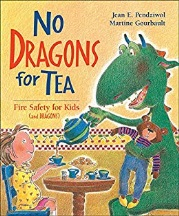 Jean E. Pendziwol
Martine Gourbault
NO
DRAGONS
for TEA
Fire Safety for Kids
(and DRAGONS)